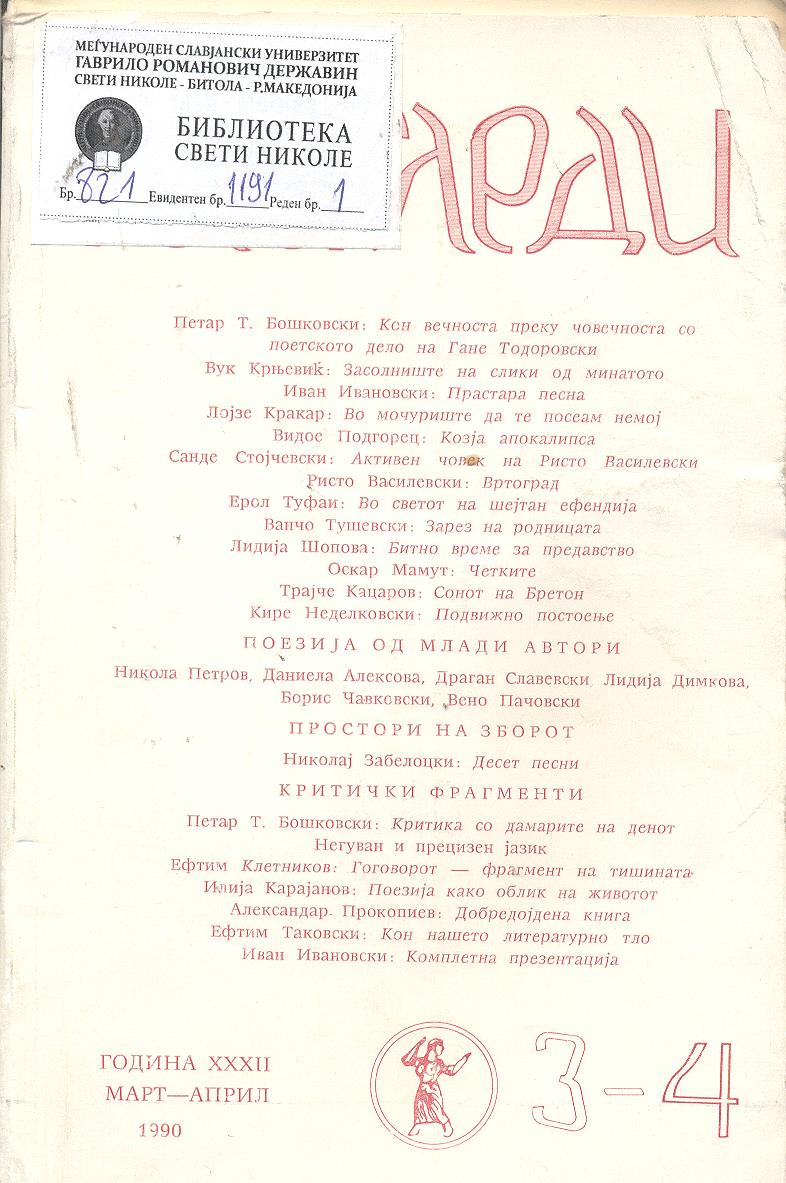 МЕЃУНАРОДЕН СЛАВЈАНСКИ УНИВЕРЗИТЕТ
ГАВРИЛО РОМАНОВИЧ ДЕРЖАВИН
СВЕТИ НИКОЛЕ - БИТОЛА - Р.МАКЕДОНИЈА
БИБЛИОТЕКА
СВЕТИ НИКОЛЕ
Бр. 821 Евидентен бр. 1191 Реден бр. 1
Петар Т. Бошковски: Кон вечноста преку човечноста со
поетското дело на Гане Тодоровски
Вук Крњевиќ: Засолниште на слики од минатото
Иван Ивановски: Прастара песна
Лојзе Кракар: Во мочуриште да те посеам немој
Видое Подгорец: Козја апокалипса
Санде Стојчевски: Активен човек на Ристо Василевски
Ристо Василевски: Вртоград
Ерол Туфаи: Во светот на шејтан ефендија
Ванчо Тушевски: Зарез на родницата
Лидија Шопова: Битно време за предавство
Оскар Мамут: Четките
Трајче Кацаров: Сонот на Бретон
Кире Неделковски: Подвижно постоење
ПОЕЗИЈА ОД МЛАДИ АВТОРИ
Никола Петров, Даниела Алексова, Драган Славевски Лидија Димкова,
Борис Чавковски, Вено Пачовски
ПРОСТОРИ НА ЗБОРОТ
Николај Забелоцки: Десет песни
КРИТИЧКИ ФРАГМЕНТИ
Петар Т. Бошковски: Критика со дамарите на денот
Негуван и прецизен јазик
Ефтим Клетников: Гоговорот — фрагмент на тишината
Илија Карајанов: Поезија како облик на животот
Александар Прокопиев: Добредојдена книга
Ефтим Таковски: Кон нашето литературно тло
Иван Ивановски: Комплетна презентација
ГОДИНА XXXII
МАРТ—АПРИЛ
1990
3—4